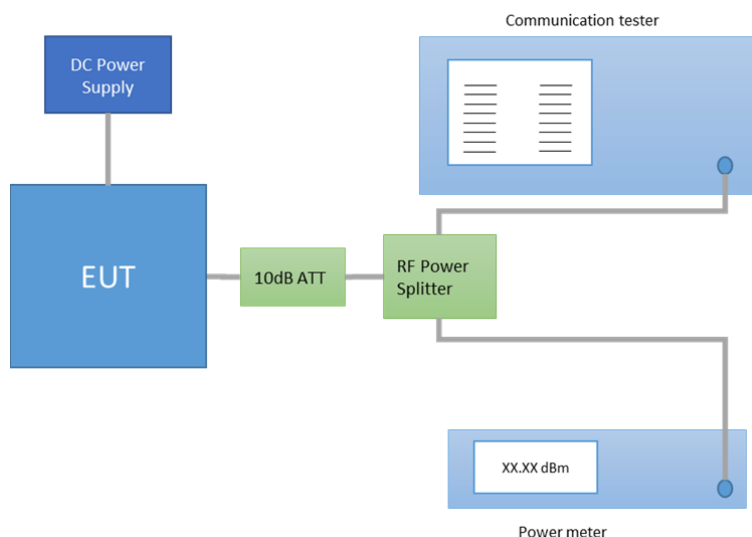 Communication tester
DC Power
Supply
EUT
10dB ATT
RF Power
Splitter
XX.XX dBm
Power meter